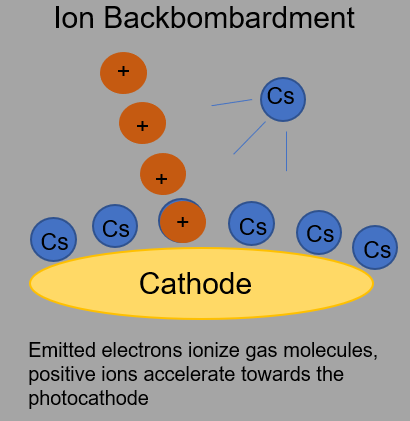 Ion Backbombardment
+
Cs
+
+
+
Cs
Cs
Cs
Cs
Cs
Cathode
Emitted electrons ionize gas molecules,
positive ions accelerate towards the
photocathode